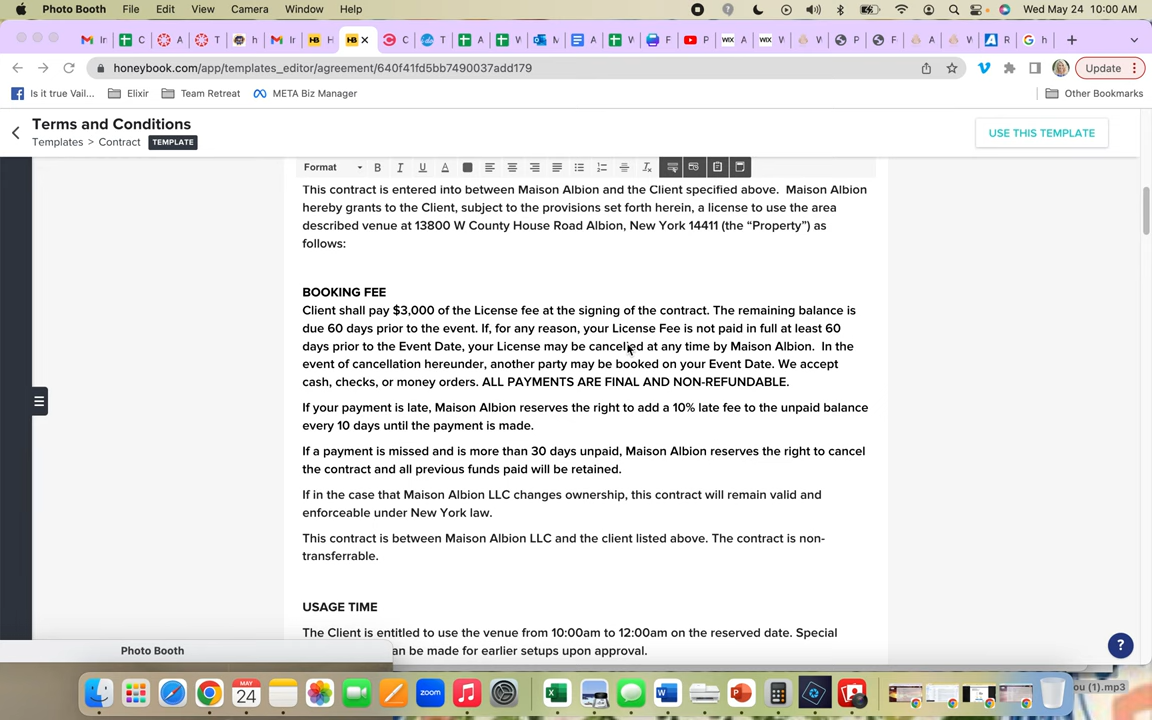 Photo Booth File Edit View Camera Window Help Wed May 24 10:00 AM
honeybook.com/app/templates_editor/agreement/640f41fd5bb7490037add179 Update
Is it true Vail... Elixir Team Retreat META Biz Manager Other Bookmarks
Terms and Conditions
Templates > Contract TEMPLATE
USE THIS TEMPLATE
Format B I U A
This contract is entered into between Maison Albion and the Client specified above. Maison Albion
hereby grants to the Client, subject to the provisions set forth herein, a license to use the area
described venue at 13800 W County House Road Albion, New York 14411 (the “Property”) as
follows:
BOOKING FEE
Client shall pay $3,000 of the License fee at the signing of the contract. The remaining balance is
due 60 days prior to the event. If, for any reason, your License Fee is not paid in full at least 60
days prior to the Event Date, your License may be cancelled at any time by Maison Albion. In the
event of cancellation hereunder, another party may be booked on your Event Date. We accept
cash, checks, or money orders. ALL PAYMENTS ARE FINAL AND NON-REFUNDABLE.
If your payment is late, Maison Albion reserves the right to add a 10% late fee to the unpaid balance
every 10 days until the payment is made.
If a payment is missed and is more than 30 days unpaid, Maison Albion reserves the right to cancel
the contract and all previous funds paid will be retained.
If in the case that Maison Albion LLC changes ownership, this contract will remain valid and
enforceable under New York law.
This contract is between Maison Albion LLC and the client listed above. The contract is non-
transferrable.
USAGE TIME
The Client is entitled to use the venue from 10:00am to 12:00am on the reserved date. Special
an be made for earlier setups upon approval.
Photo Booth
MAY
24
zoom
ou (1).mp3